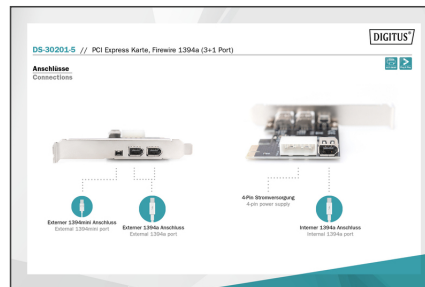 DIGITUS®
DS-30201-5 // PCI Express Karte, Firewire 1394a (3+1 Port)
Anschlüsse
Connections
4-Pin Stromversorgung
4-pin power supply
Externer 1394mini Anschluss
External 1394mini port
Externer 1394a Anschluss
External 1394a port
Interner 1394a Anschluss
Internal 1394a port